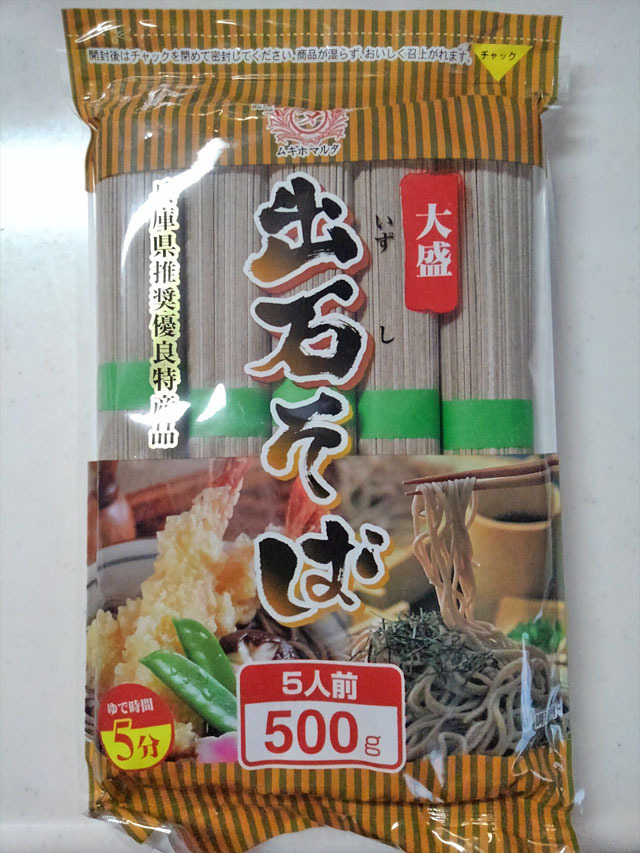 開封後はチャックを閉めて密封してください。商品が湿らず、おいしく召上がれます。
チャック
ムギホマルタ
大盛
いずし
出石そば
兵庫県推奨優良特産品
5人前
500g
ゆで時間
5分